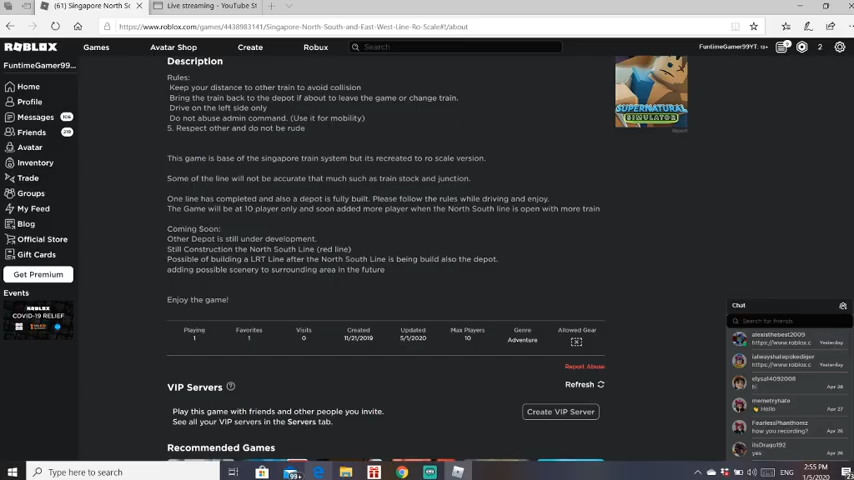 (61) Singapore North S
Live streaming - YouTube St
https://www.roblox.com/games/4438983141/Singapore-North-South-and-East-West-Line-Ro-Scale#!/about
ROBLOX
Games
Avatar Shop
Create
Robux
Search
FuntimeGamer99YT: 13+
2
FuntimeGamer99...
Home
Profile
Messages
Friends
Avatar
Inventory
Trade
Groups
My Feed
Blog
Official Store
Gift Cards
Get Premium
Events
COVID-19 RELIEF
Description
Rules:
Keep your distance to other train to avoid collision
Bring the train back to the depot if about to leave the game or change train.
Drive on the left side only
Do not abuse admin command. (Use it for mobility)
5. Respect other and do not be rude
This game is base of the singapore train system but its recreated to ro scale version.
Some of the line will not be accurate that much such as train stock and junction.
One line has completed and also a depot is fully built. Please follow the rules while driving and enjoy.
The Game will be at 10 player only and soon added more player when the North South line is open with more train
Coming Soon:
Other Depot is still under development.
Still Construction the North South Line (red line)
Possible of building a LRT Line after the North South Line is being build also the depot.
adding possible scenery to surrounding area in the future
Enjoy the game!
Playing
1
Favorites
1
Visits
0
Created
11/21/2019
Updated
5/1/2020
Max Players
10
Genre
Adventure
Allowed Gear
Report Abuse
VIP Servers
Refresh
Play this game with friends and other people you invite.
See all your VIP servers in the Servers tab.
Create VIP Server
Recommended Games
SUPERNATURAL
SIMULATOR
Report
Chat
Search for friends
alexisthebest2009
https://www.roblox.c
Yesterday
ialwayshatepokediger
https://www.roblox.c
Yesterday
elysa14092008
hi
Apr 28
memetryhate
Hello
Apr 27
FearlessPhanthomz
how you recording?
Apr 26
itsDrago192
yes
Apr 25
Type here to search
99+
ENG
2:55 PM
1/5/2020